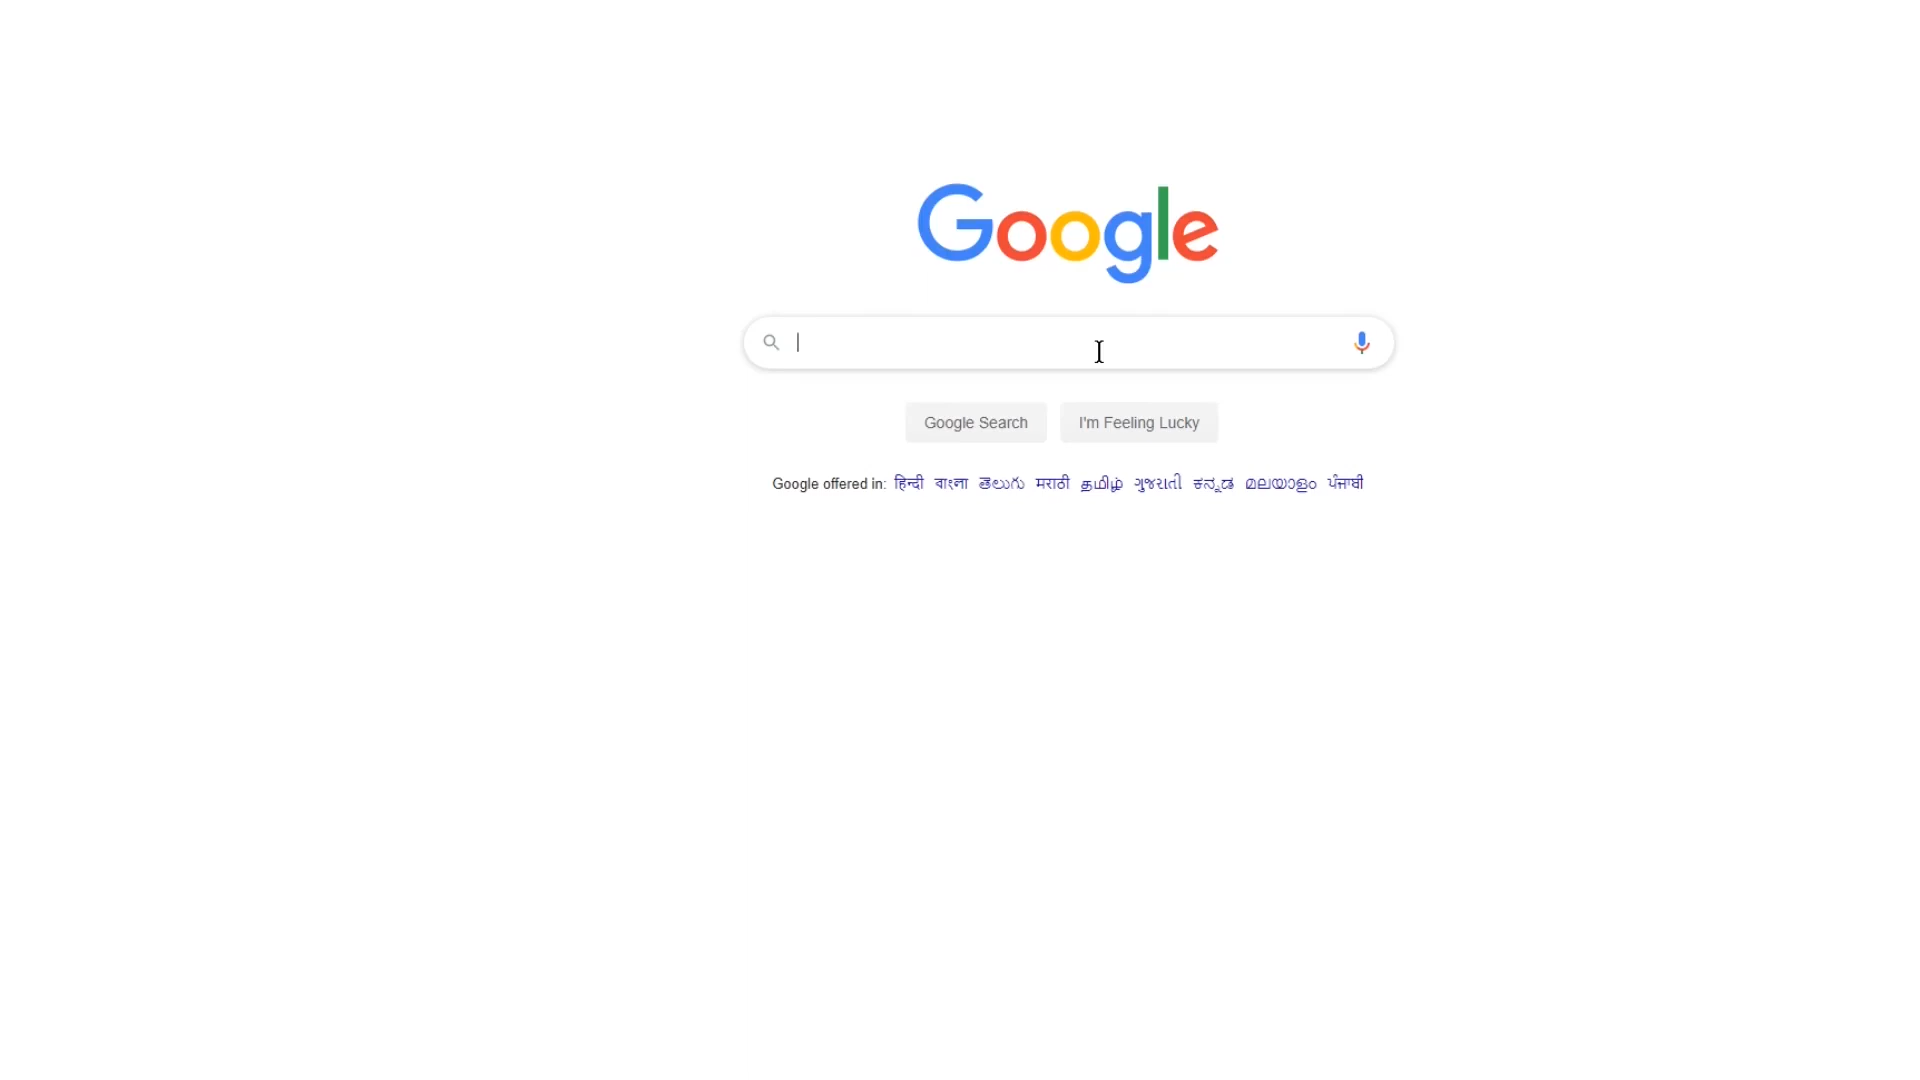 Google
Google Search
I'm Feeling Lucky
Google offered in: हिन्दी বাংলা తెలుగు मराठी தமிழ் ગુજરાતી ಕನ್ನಡ മലയാളം ਪੰਜਾਬੀ